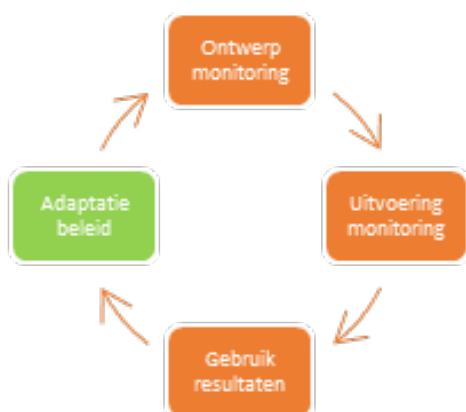 Ontwerp
monitoring
Adaptatie
beleid
Uitvoering
monitoring
Gebruik
resultaten